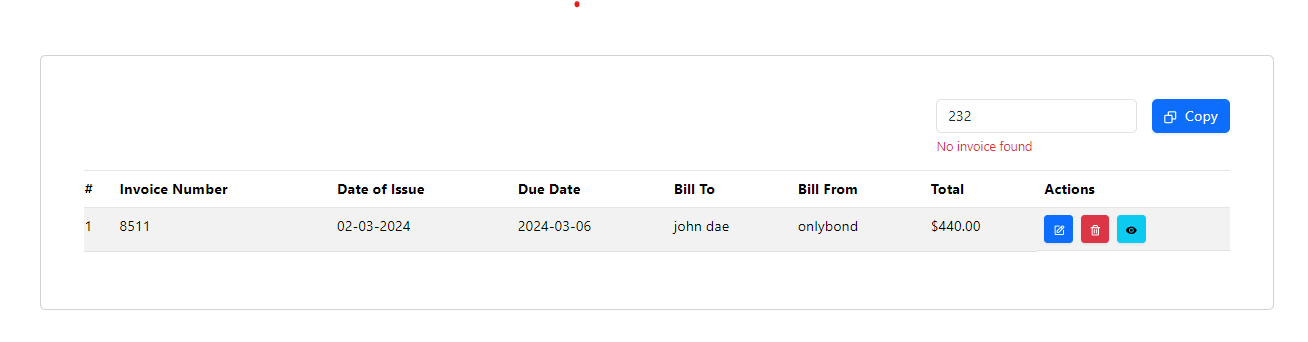 232 Copy
No invoice found
# Invoice Number Date of Issue Due Date Bill To Bill From Total Actions
1 8511 02-03-2024 2024-03-06 john dae onlybond $440.00